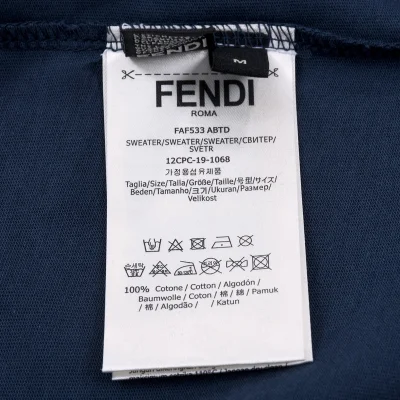 FENDI
M
FENDI
ROMA
FAF533 ABTD
SWEATER/SWEATER/SWEATER/СВИТЕР/
SVETR
12CPC-19-1068
가정용섬유제품
Taglia/Size/Talla/Größe/Taille/号型/サイズ/
Beden/Tamanho/خصر/Ukuran/Размер/
Velikost
100% Cotone / Cotton / Algodón /
Baumwolle / Coton / 棉 / 綿 / Pamuk
/ 棉 / Algodão / / Katun